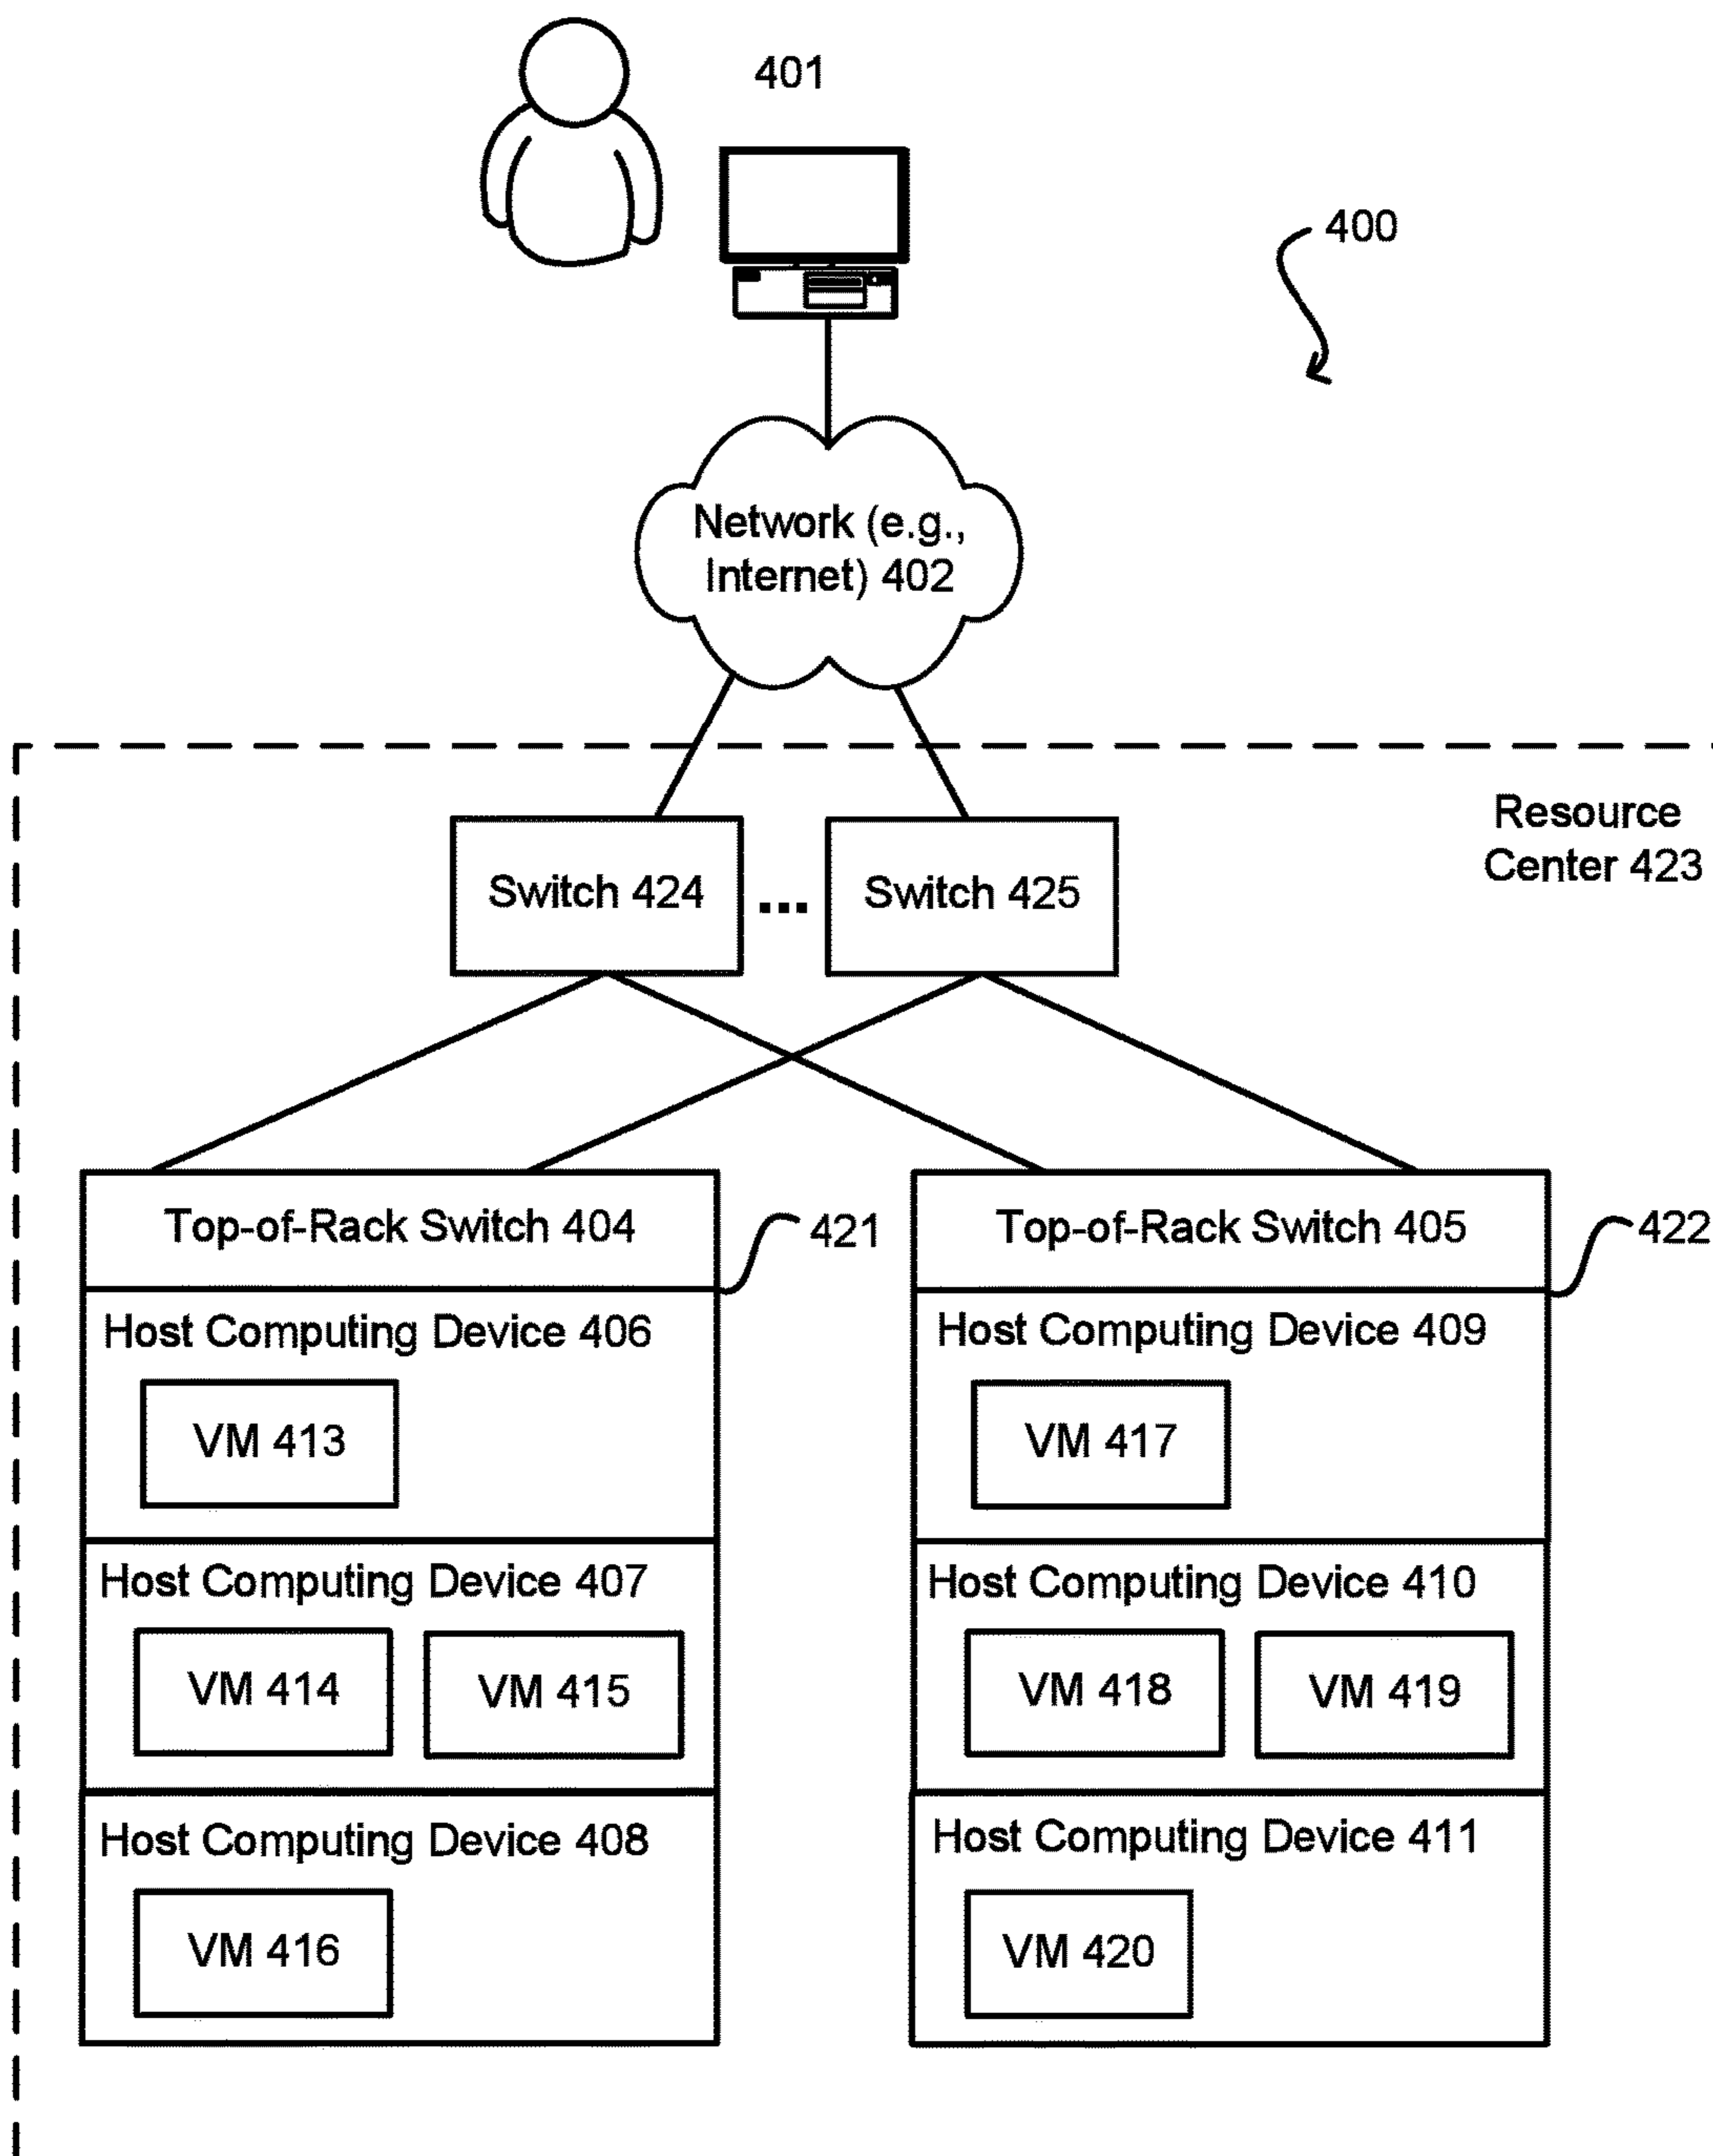 401
400
Network (e.g.,
Internet) 402
Resource
Center 423
Switch 424
...
Switch 425
Top-of-Rack Switch 404
421
Top-of-Rack Switch 405
422
Host Computing Device 406
VM 413
Host Computing Device 409
VM 417
Host Computing Device 407
VM 414
VM 415
Host Computing Device 410
VM 418
VM 419
Host Computing Device 408
VM 416
Host Computing Device 411
VM 420